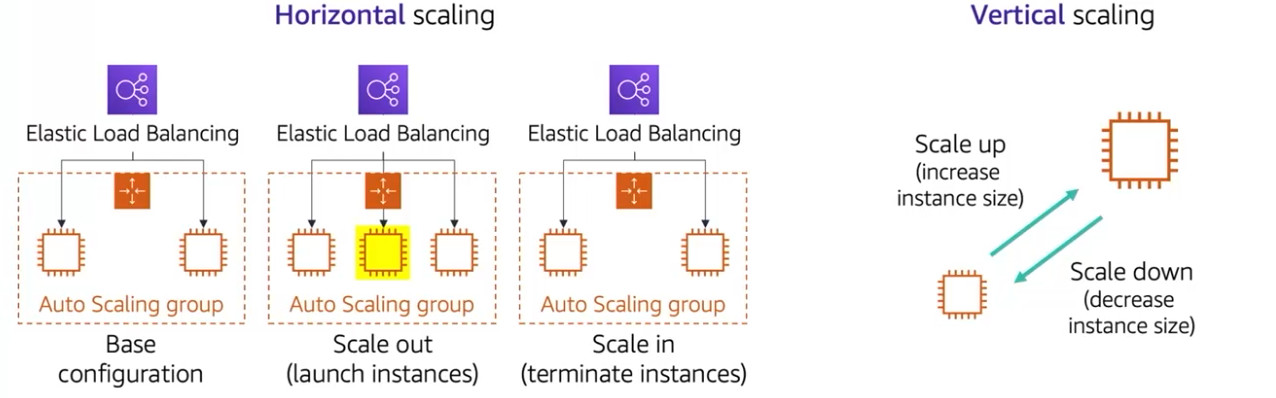 Horizontal scaling
Elastic Load Balancing
Auto Scaling group
Base
configuration
Elastic Load Balancing
Auto Scaling group
Scale out
(launch instances)
Elastic Load Balancing
Auto Scaling group
Scale in
(terminate instances)
Vertical scaling
Scale up
(increase
instance size)
Scale down
(decrease
instance size)